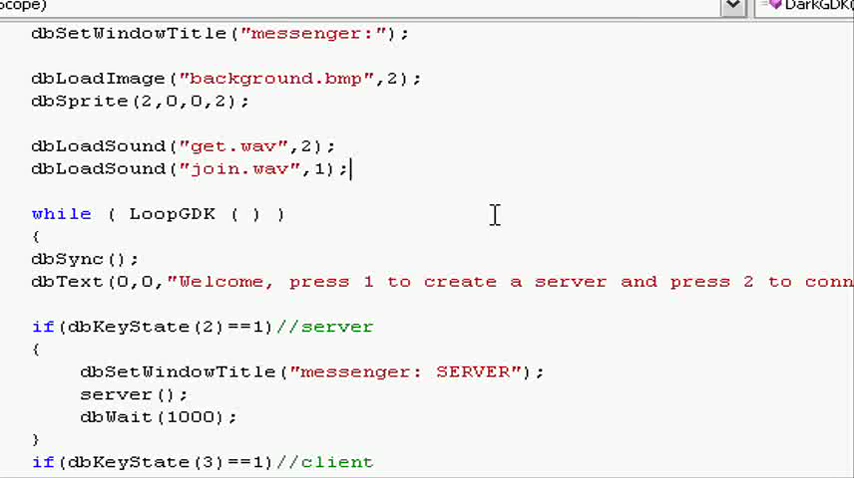 scope)
DarkGDK(
dbSetWindowTitle("messenger:");
dbLoadImage("background.bmp",2);
dbSprite(2,0,0,2);
dbLoadSound("get.wav",2);
dbLoadSound("join.wav",1);
while ( LoopGDK ( ) )
{
dbSync();
dbText(0,0,"Welcome, press 1 to create a server and press 2 to conn
if(dbKeyState(2)==1)//server
{
dbSetWindowTitle("messenger: SERVER");
server();
dbWait(1000);
}
if(dbKeyState(3)==1)//client